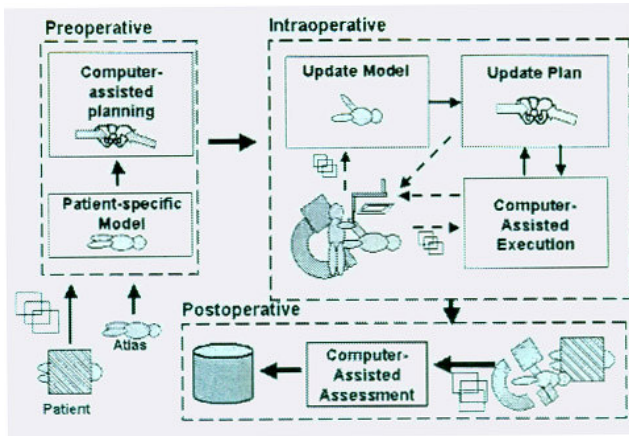 Preoperative
Computer-
assisted
planning
Patient-specific
Model
Atlas
Patient
Intraoperative
Update Model
Update Plan
Computer-
Assisted
Execution
Postoperative
Computer-
Assisted
Assessment